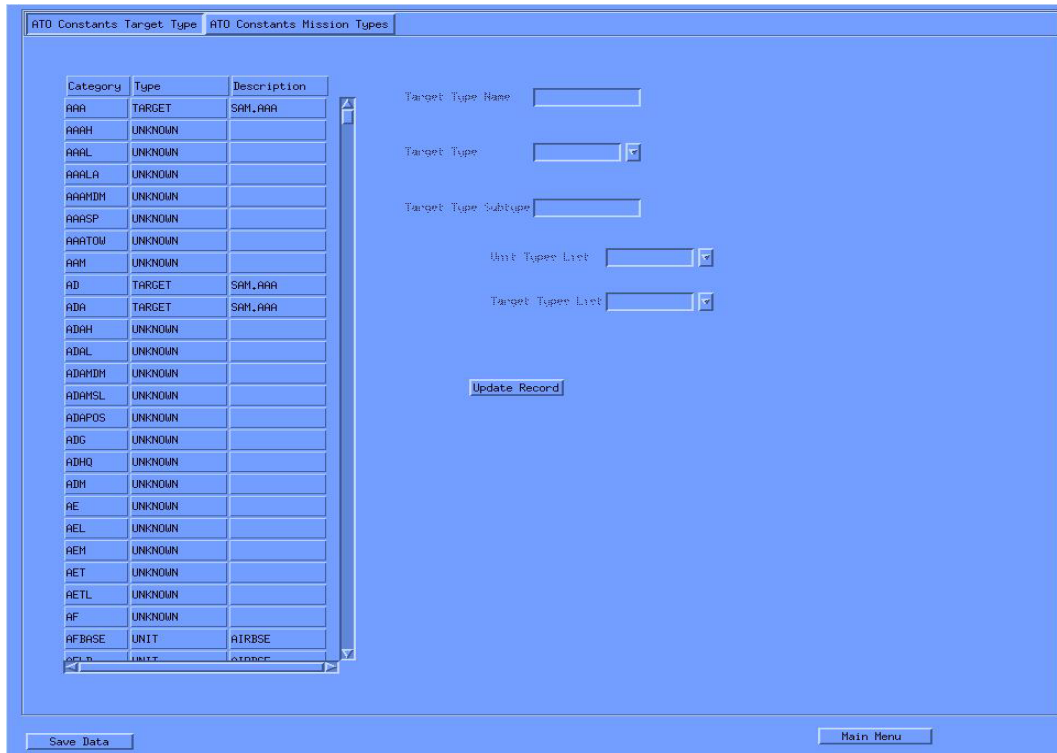 ATO Constants Target Type ATO Constants Mission Types
Category Type Description
AAA TARGET SAM.AAA
AAAH UNKNOWN
AAAL UNKNOWN
AAALA UNKNOWN
AAAMDM UNKNOWN
AAASP UNKNOWN
AAATOW UNKNOWN
AAM UNKNOWN
AD TARGET SAM.AAA
ADA TARGET SAM.AAA
ADAH UNKNOWN
ADAL UNKNOWN
ADAMDM UNKNOWN
ADAMSL UNKNOWN
ADAPOS UNKNOWN
ADG UNKNOWN
ADHQ UNKNOWN
ADM UNKNOWN
AE UNKNOWN
AEL UNKNOWN
AEM UNKNOWN
AET UNKNOWN
AETL UNKNOWN
AF UNKNOWN
AFBASE UNIT AIRBSE
UNIT AIRBSE
Target Type Name
Target Type
Target Type Subtype
Unit Types List
Target Types List
Update Record
Save Data
Main Menu